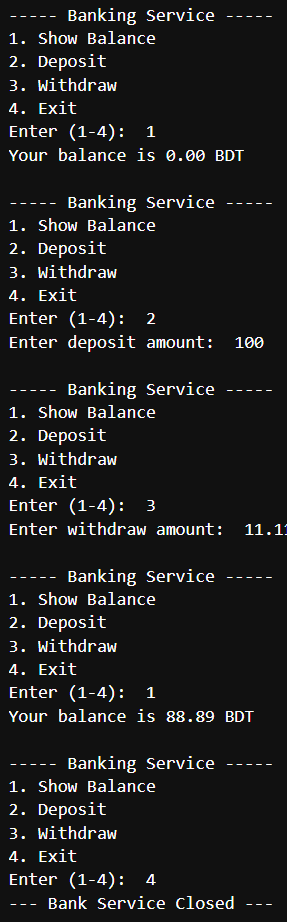 ----- Banking Service -----
1. Show Balance
2. Deposit
3. Withdraw
4. Exit
Enter (1-4):  1
Your balance is 0.00 BDT
----- Banking Service -----
1. Show Balance
2. Deposit
3. Withdraw
4. Exit
Enter (1-4):  2
Enter deposit amount:  100
----- Banking Service -----
1. Show Balance
2. Deposit
3. Withdraw
4. Exit
Enter (1-4):  3
Enter withdraw amount:  11.11
----- Banking Service -----
1. Show Balance
2. Deposit
3. Withdraw
4. Exit
Enter (1-4):  1
Your balance is 88.89 BDT
----- Banking Service -----
1. Show Balance
2. Deposit
3. Withdraw
4. Exit
Enter (1-4):  4
--- Bank Service Closed ---